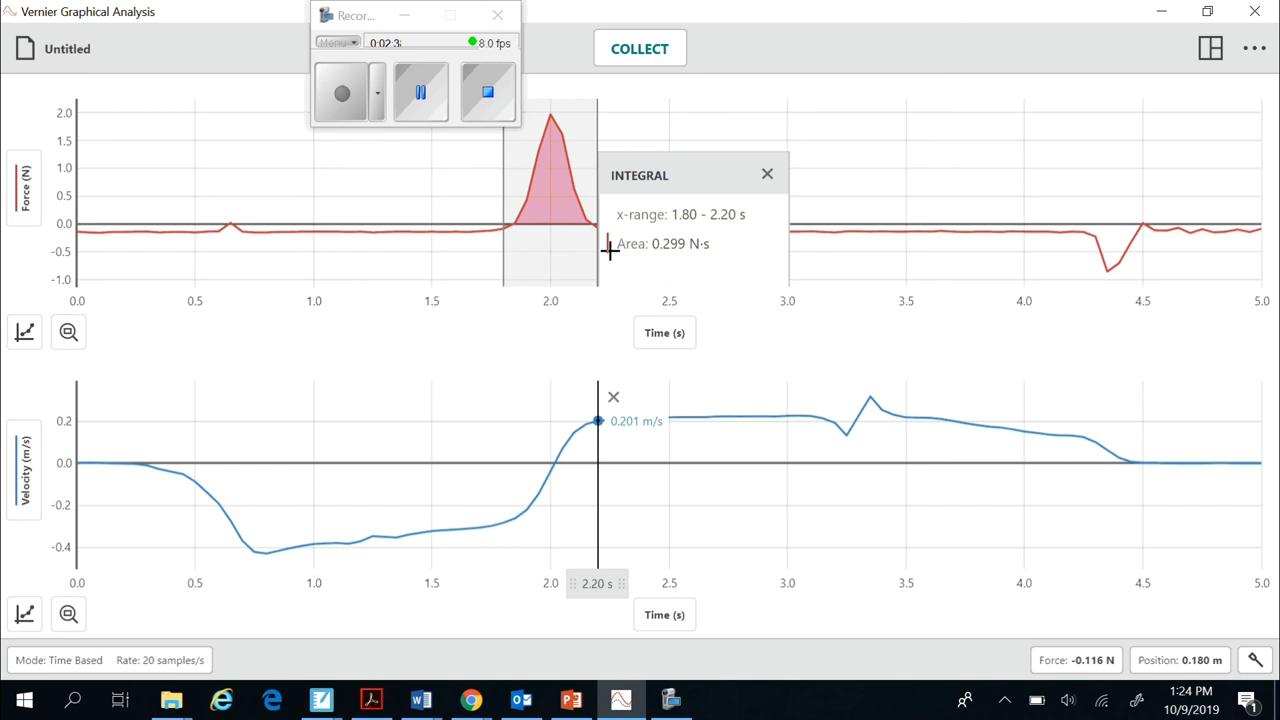 Vernier Graphical Analysis
Recor...
Menu
0:02:3
8.0 fps
Untitled
COLLECT
Force (N)
2.0
1.5
1.0
0.5
0.0
-0.5
-1.0
INTEGRAL
x-range: 1.80 - 2.20 s
Area: 0.299 N·s
0.0 0.5 1.0 1.5 2.0 2.5 3.0 3.5 4.0 4.5 5.0
Time (s)
Velocity (m/s)
0.2
0.0
-0.2
-0.4
0.201 m/s
0.0 0.5 1.0 1.5 2.0 2.20 s 2.5 3.0 3.5 4.0 4.5 5.0
Time (s)
Mode: Time Based Rate: 20 samples/s
Force: -0.116 N
Position: 0.180 m
1:24 PM
10/9/2019
1